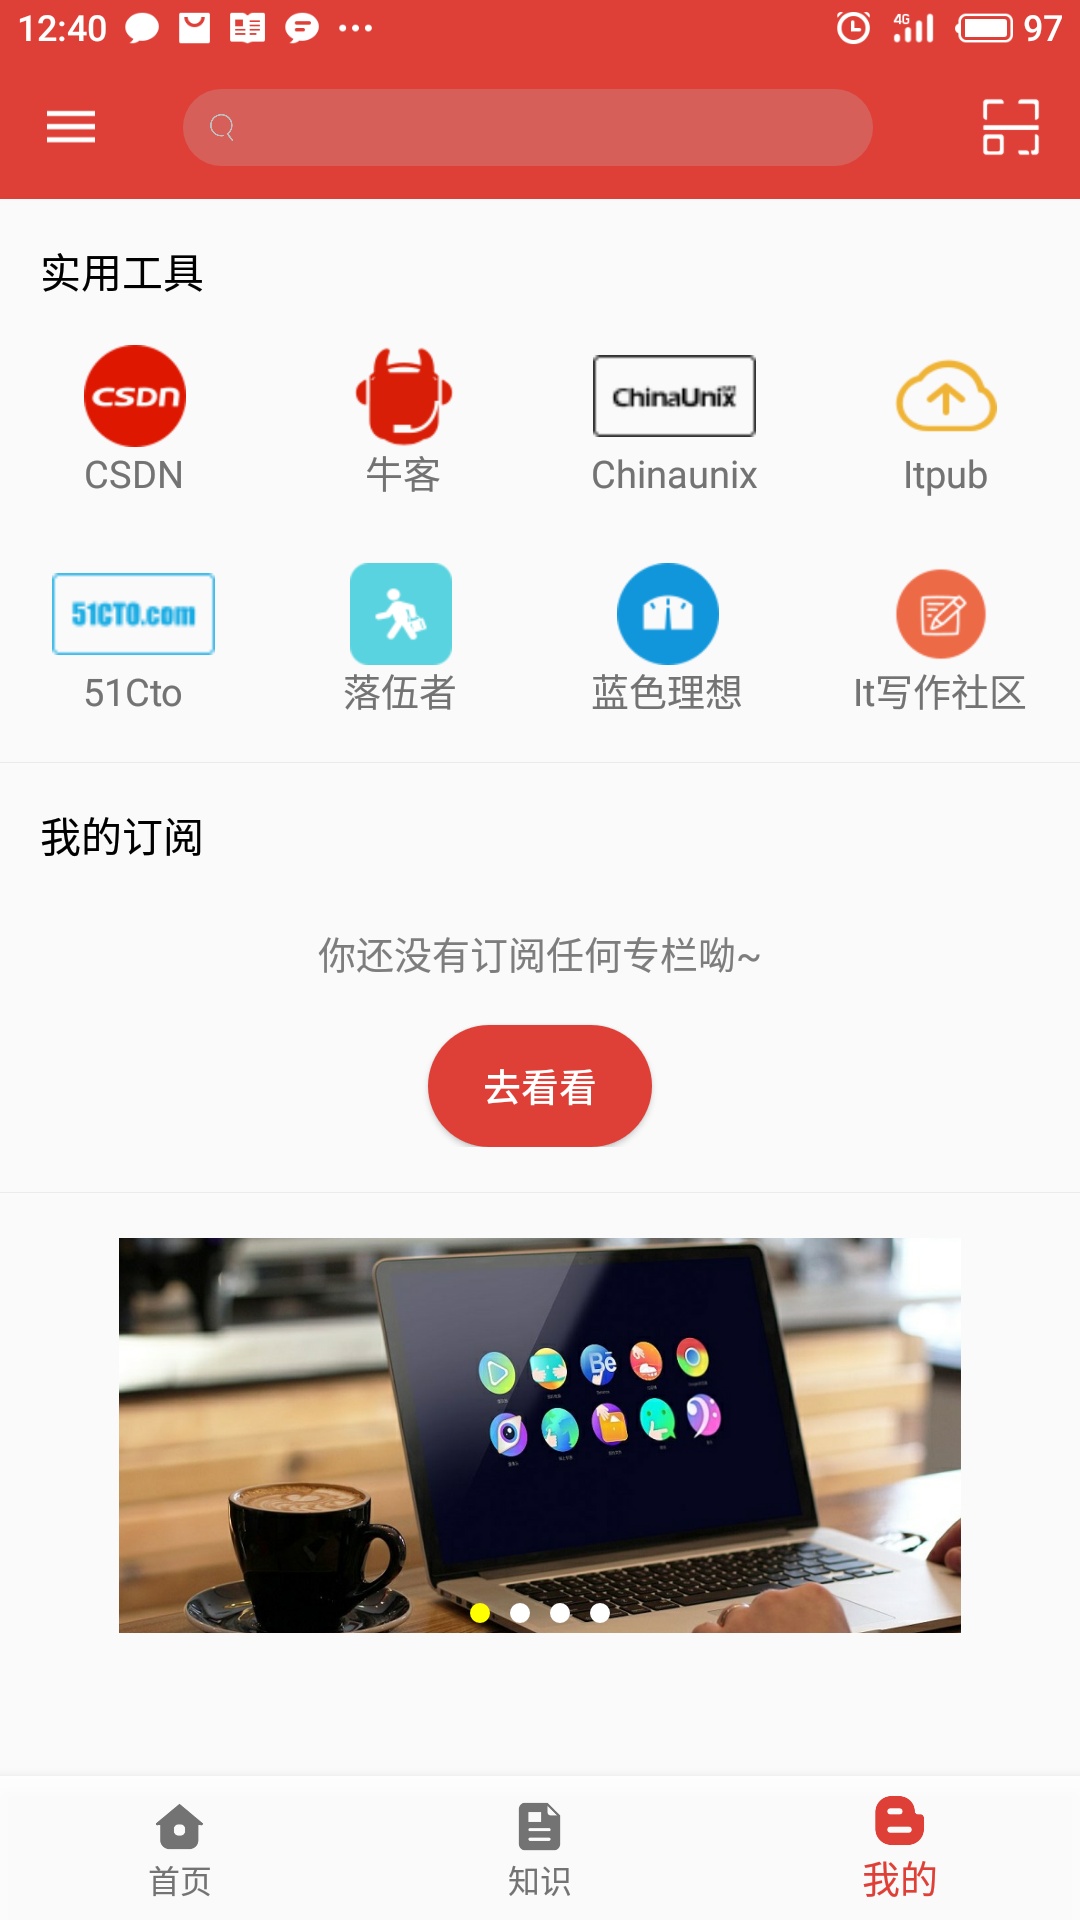 12:40
4G
97
实用工具
CSDN
ChinaUnix
CSDN
牛客
Chinaunix
Itpub
51CTO.com
51Cto
落伍者
蓝色理想
It写作社区
我的订阅
你还没有订阅任何专栏呦~
去看看
Bē
首页
知识
我的